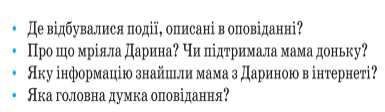 • Де відбувалися події, описані в оповіданні?
• Про що мріяла Дарина? Чи підтримала мама доньку?
• Яку інформацію знайшли мама з Дариною в інтернеті?
• Яка головна думка оповідання?